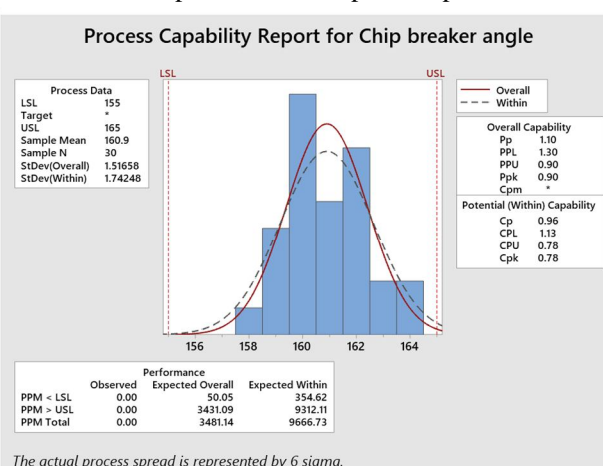 Process Capability Report for Chip breaker angle
LSL USL
Process Data
LSL 155
Target *
USL 165
Sample Mean 160.9
Sample N 30
StDev(Overall) 1.51658
StDev(Within) 1.74248
Overall
Within
Overall Capability
Pp 1.10
PPL 1.30
PPU 0.90
Ppk 0.90
Cpm *
Potential (Within) Capability
Cp 0.96
CPL 1.13
CPU 0.78
Cpk 0.78
156 158 160 162 164
Performance
Observed Expected Overall Expected Within
PPM < LSL 0.00 50.05 354.62
PPM > USL 0.00 3431.09 9312.11
PPM Total 0.00 3481.14 9666.73
The actual process spread is represented by 6 sigma.